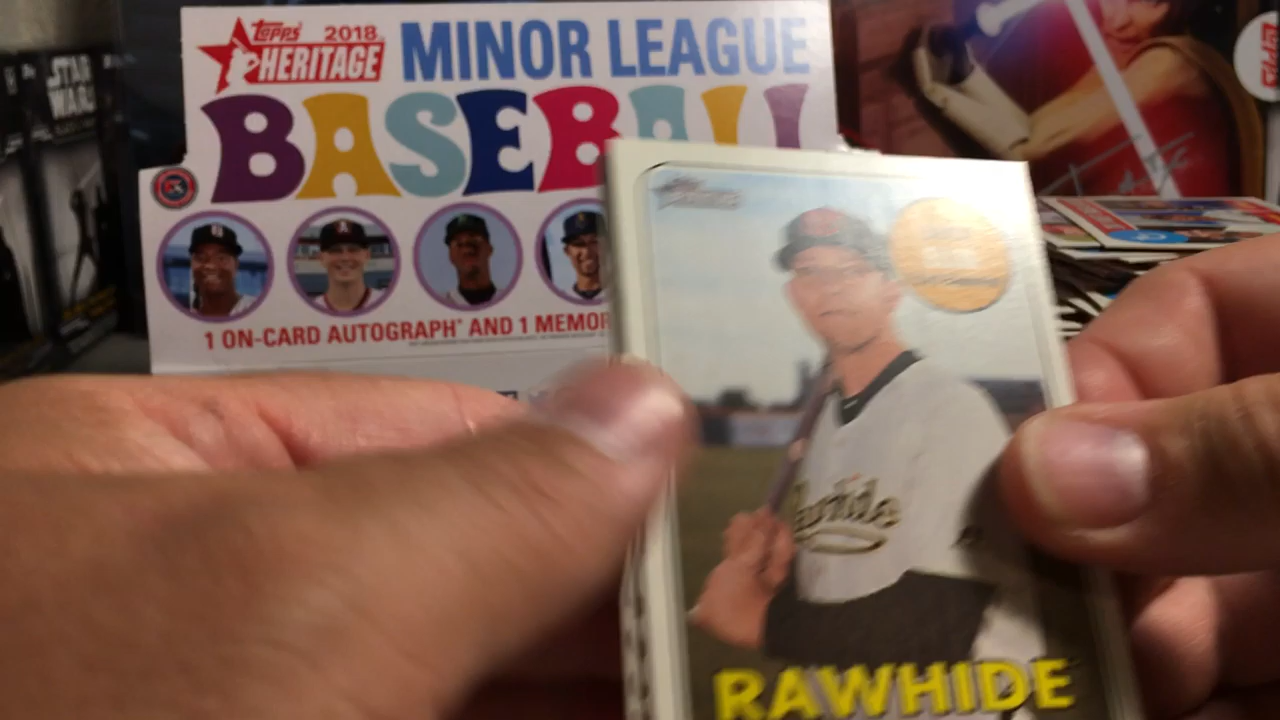 STAR
WARS
Topps 2018
HERITAGE
MINOR LEAGUE
BASEBALL
1 ON-CARD AUTOGRAPH* AND 1 MEMOR
RAWHIDE